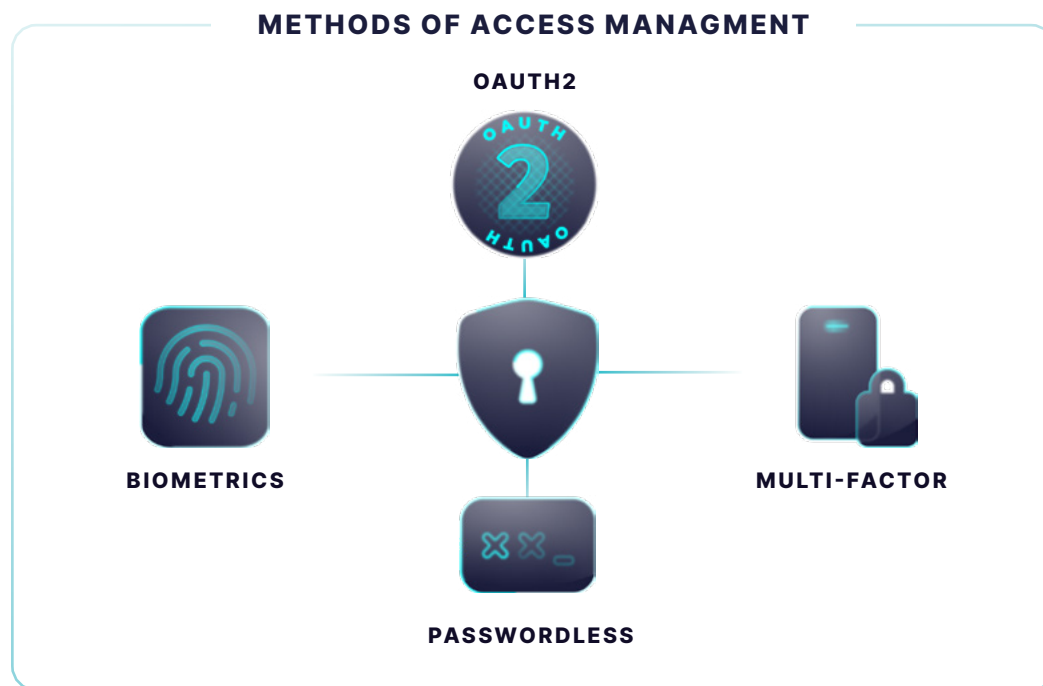 METHODS OF ACCESS MANAGMENT
OAUTH2
OAUTH
2
OAUTH
BIOMETRICS
MULTI-FACTOR
PASSWORDLESS